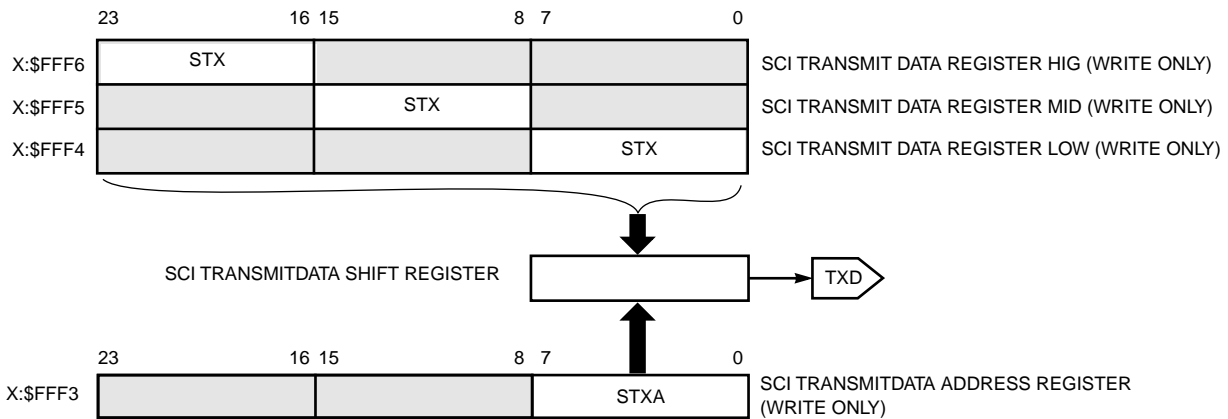 23 16 15 8 7 0
X:$FFF6 STX SCI TRANSMIT DATA REGISTER HIG (WRITE ONLY)
X:$FFF5 STX SCI TRANSMIT DATA REGISTER MID (WRITE ONLY)
X:$FFF4 STX SCI TRANSMIT DATA REGISTER LOW (WRITE ONLY)
SCI TRANSMITDATA SHIFT REGISTER TXD
23 16 15 8 7 0
X:$FFF3 STXA SCI TRANSMITDATA ADDRESS REGISTER
(WRITE ONLY)